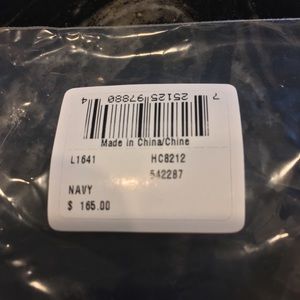 7 25125 97880 4
Made in China/Chine
L1641 HC8212
542287
NAVY
$ 165.00